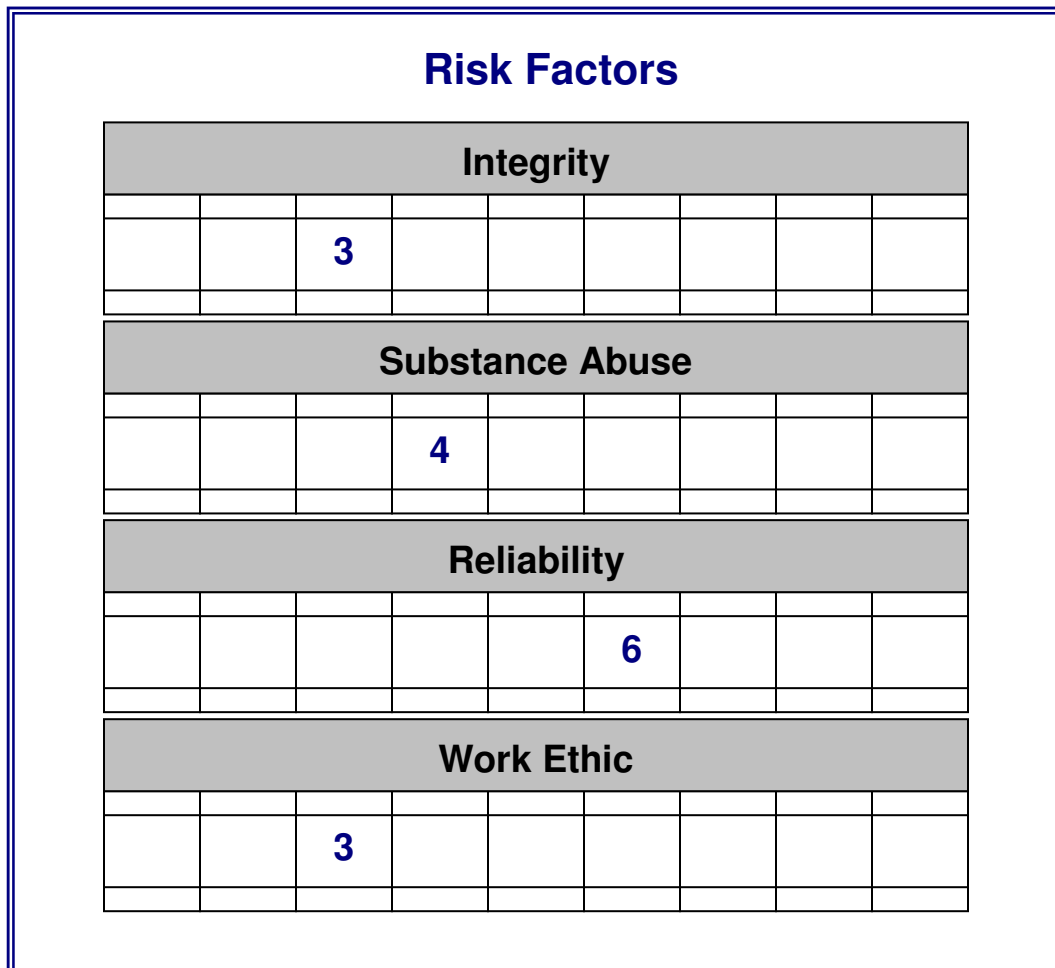 Risk Factors
Integrity
3
Substance Abuse
4
Reliability
6
Work Ethic
3